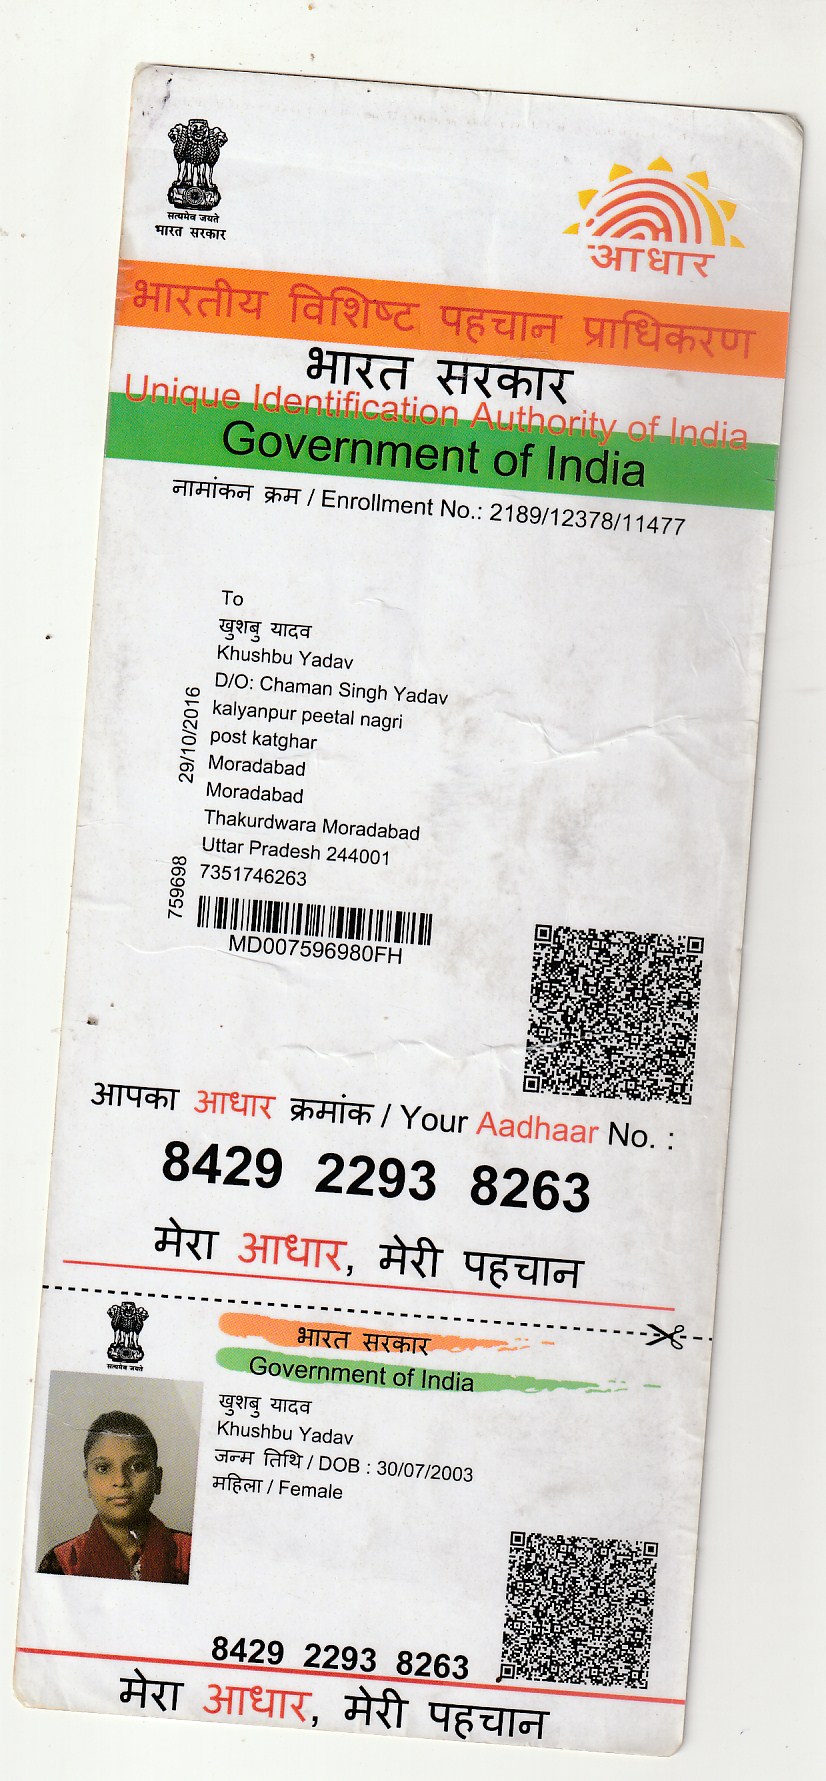 सत्यमेव जयते
भारत सरकार
आधार
भारतीय विशिष्ट पहचान प्राधिकरण
भारत सरकार
Unique Identification Authority of India
Government of India
नामांकन क्रम / Enrollment No.: 2189/12378/11477
To
खुशबु यादव
Khushbu Yadav
D/O: Chaman Singh Yadav
kalyanpur peetal nagri
post katghar
Moradabad
Moradabad
Thakurdwara Moradabad
Uttar Pradesh 244001
7351746263
29/10/2016
759698
MD007596980FH
आपका आधार क्रमांक / Your Aadhaar No. :
8429 2293 8263
मेरा आधार, मेरी पहचान
सत्यमेव जयते
भारत सरकार
Government of India
खुशबु यादव
Khushbu Yadav
जन्म तिथि / DOB : 30/07/2003
महिला / Female
8429 2293 8263
मेरा आधार, मेरी पहचान